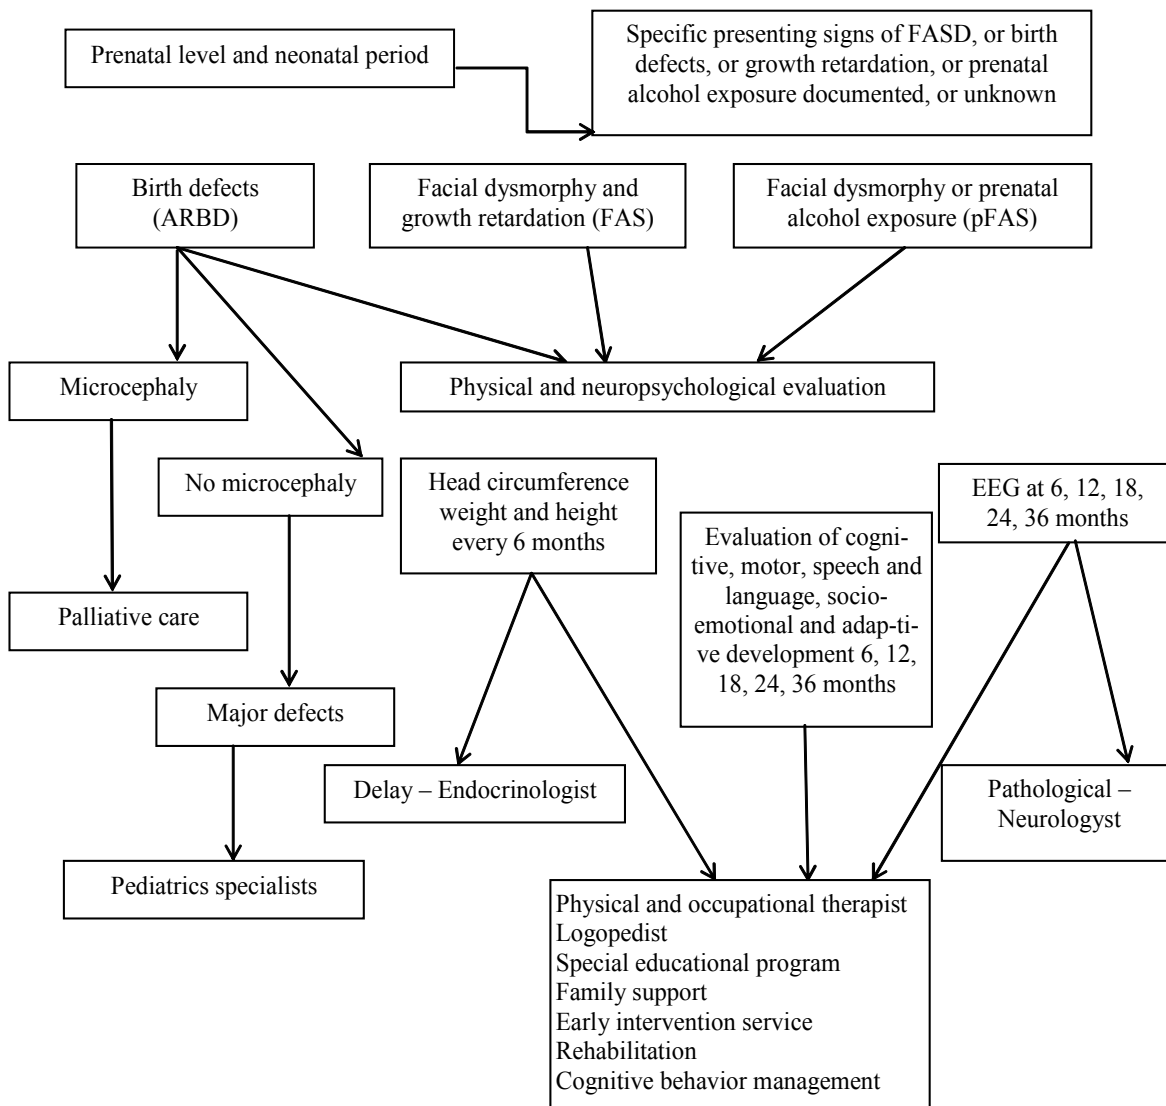 Prenatal level and neonatal period
Specific presenting signs of FASD, or birth
defects, or growth retardation, or prenatal
alcohol exposure documented, or unknown
Birth defects
(ARBD)
Facial dysmorphy and
growth retardation (FAS)
Facial dysmorphy or prenatal
alcohol exposure (pFAS)
Microcephaly
Physical and neuropsychological evaluation
No microcephaly
Head circumference
weight and height
every 6 months
Evaluation of cogni-
tive, motor, speech and
language, socio-
emotional and adap-ti-
ve development 6, 12,
18, 24, 36 months
EEG at 6, 12, 18,
24, 36 months
Palliative care
Major defects
Delay – Endocrinologist
Pathological –
Neurologyst
Pediatrics specialists
Physical and occupational therapist
Logopedist
Special educational program
Family support
Early intervention service
Rehabilitation
Cognitive behavior management